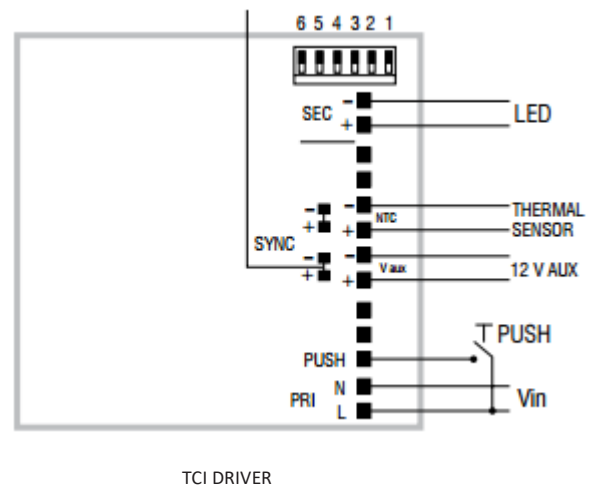 6 5 4 3 2 1
SEC - LED
+
- THERMAL
- NTC
+ + SENSOR
SYNC
- - 12 V AUX
+ + V aux
PUSH
PUSH
N
PRI Vin
L
TCI DRIVER